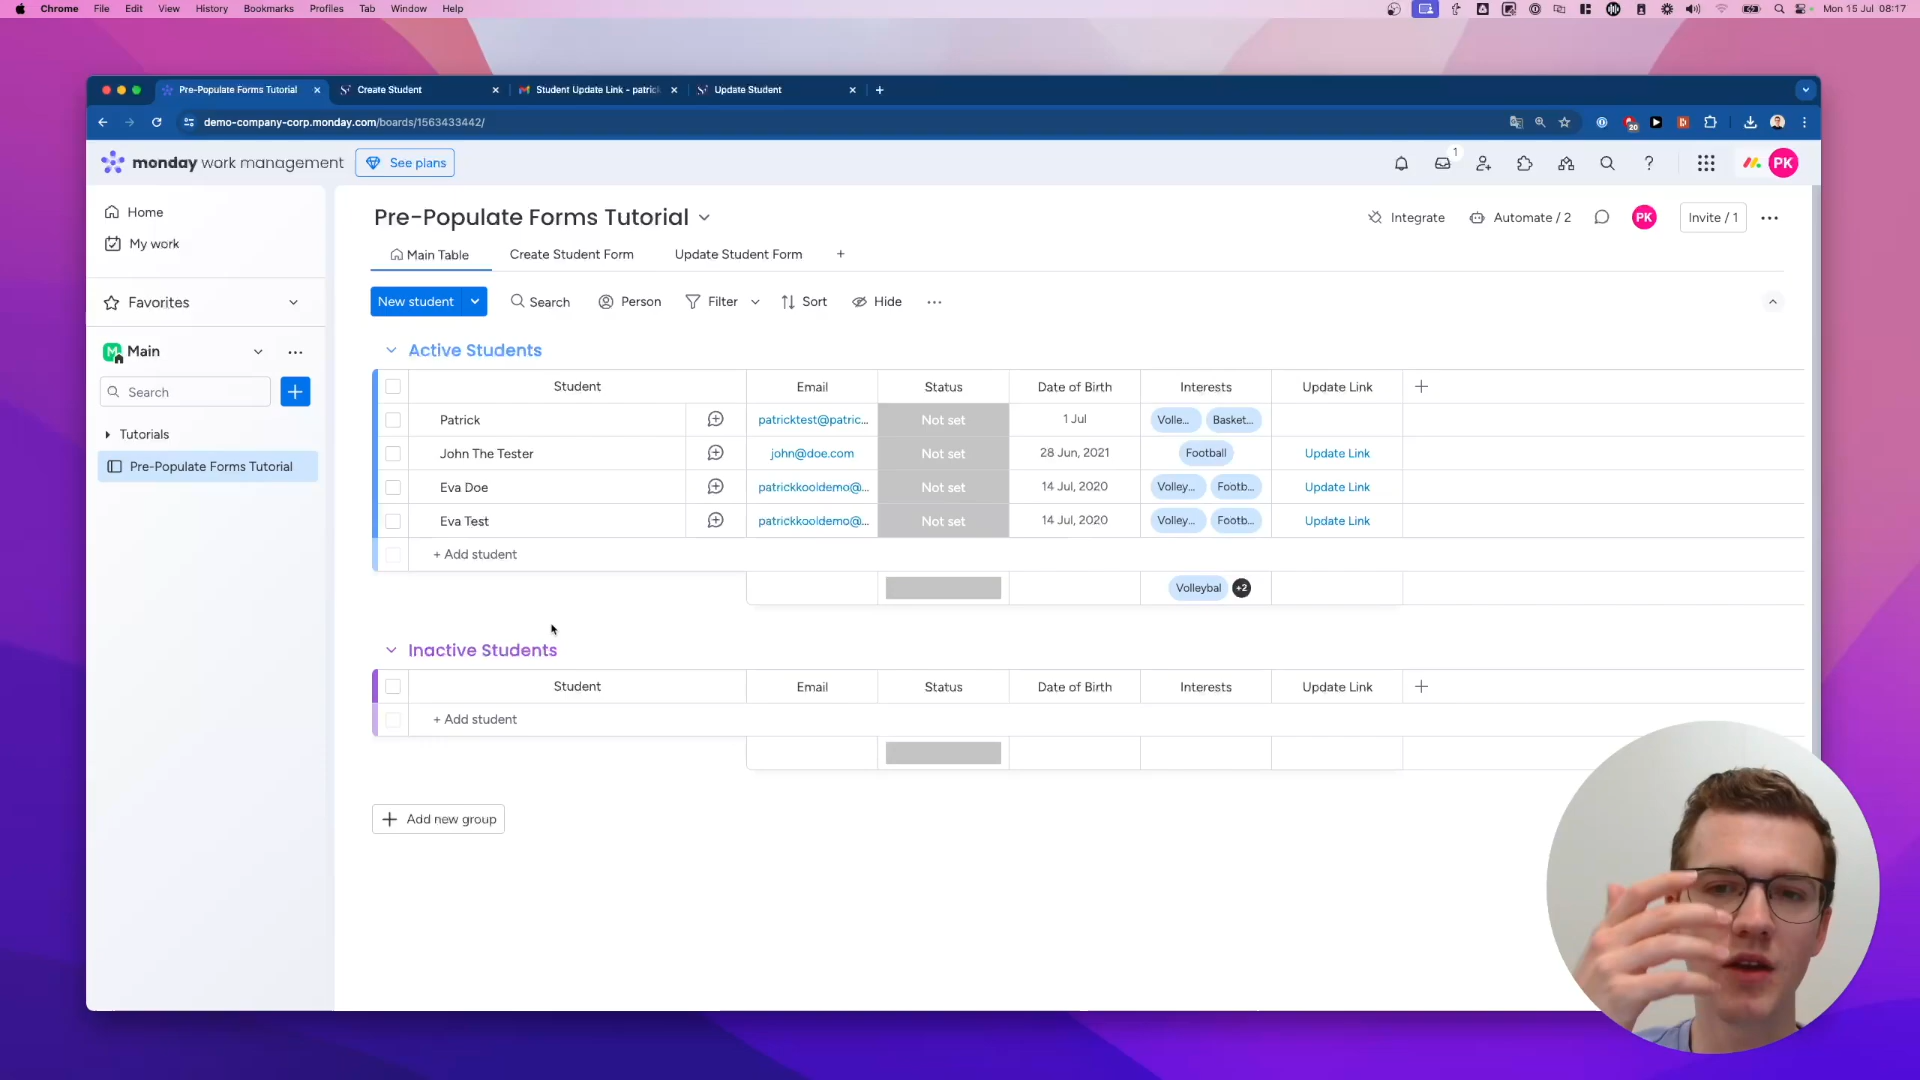 Chrome File Edit View History Bookmarks Profiles Tab Window Help Mon 15 Jul 08:17
Pre-Populate Forms Tutorial Create Student Student Update Link - patric Update Student
demo-company-corp.monday.com/boards/1563433442/ 20
monday work management See plans 1 PK
Home
My work
Favorites
M Main
Search
Tutorials
Pre-Populate Forms Tutorial
Pre-Populate Forms Tutorial Integrate Automate / 2 PK Invite / 1
Main Table Create Student Form Update Student Form
New student Search Person Filter Sort Hide
Active Students
Student Email Status Date of Birth Interests Update Link
Patrick patricktest@patric... Not set 1 Jul Volle... Basket...
John The Tester john@doe.com Not set 28 Jun, 2021 Football Update Link
Eva Doe patrickkooldemo@... Not set 14 Jul, 2020 Volley... Footb... Update Link
Eva Test patrickkooldemo@... Not set 14 Jul, 2020 Volley... Footb... Update Link
+ Add student
Volleybal +2
Inactive Students
Student Email Status Date of Birth Interests Update Link
+ Add student
Add new group